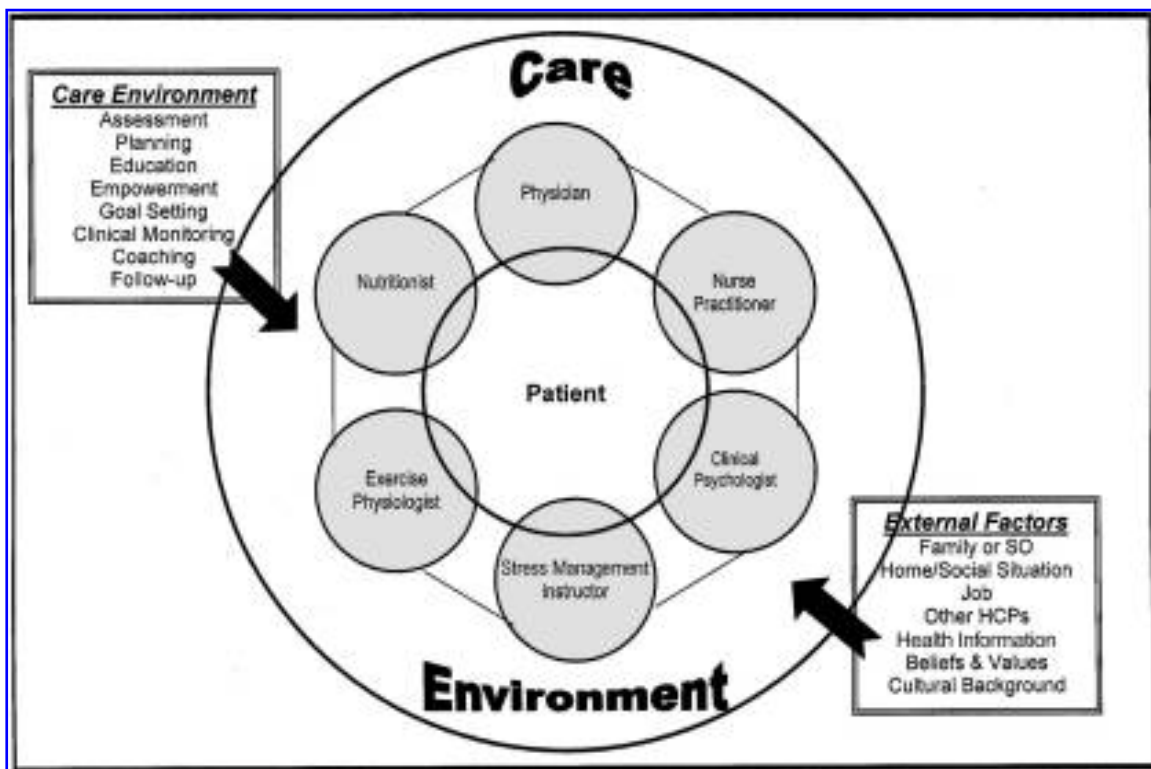 Care
Care Environment
Assessment
Planning
Education
Empowerment
Goal Setting
Clinical Monitoring
Coaching
Follow-up
Physician
Nutritionist
Nurse
Practitioner
Patient
Exercise
Physiologist
Clinical
Psychologist
Stress Management
Instructor
External Factors
Family or SO
Home/Social Situation
Job
Other HCPs
Health Information
Beliefs & Values
Cultural Background
Environment